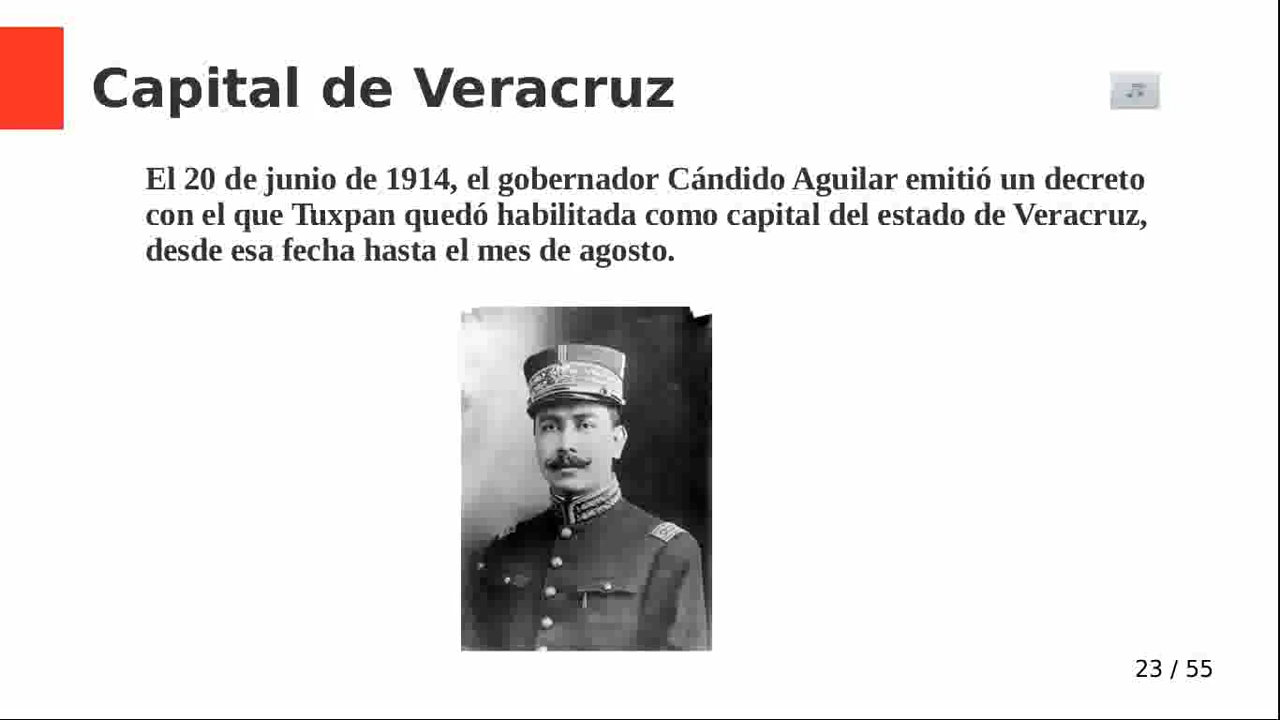 Capital de Veracruz
El 20 de junio de 1914, el gobernador Cándido Aguilar emitió un decreto
con el que Tuxpan quedó habilitada como capital del estado de Veracruz,
desde esa fecha hasta el mes de agosto.
23 / 55